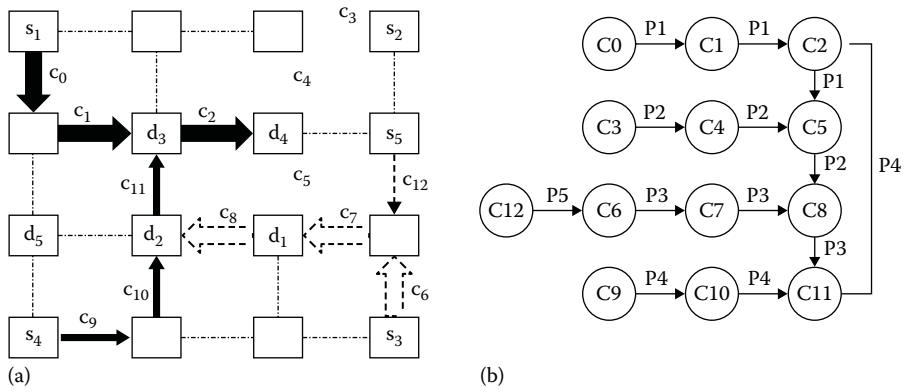 s1
c3
s2
c0
c4
c1
c2
d3
d4
s5
c5
c12
c11
c8
c7
d5
d2
d1
c10
c6
c9
s4
s3
(a)
C0 P1 C1 P1 C2
P1
C3 P2 C4 P2 C5
P2 P4
C12 P5 C6 P3 C7 P3 C8
P3
C9 P4 C10 P4 C11
(b)